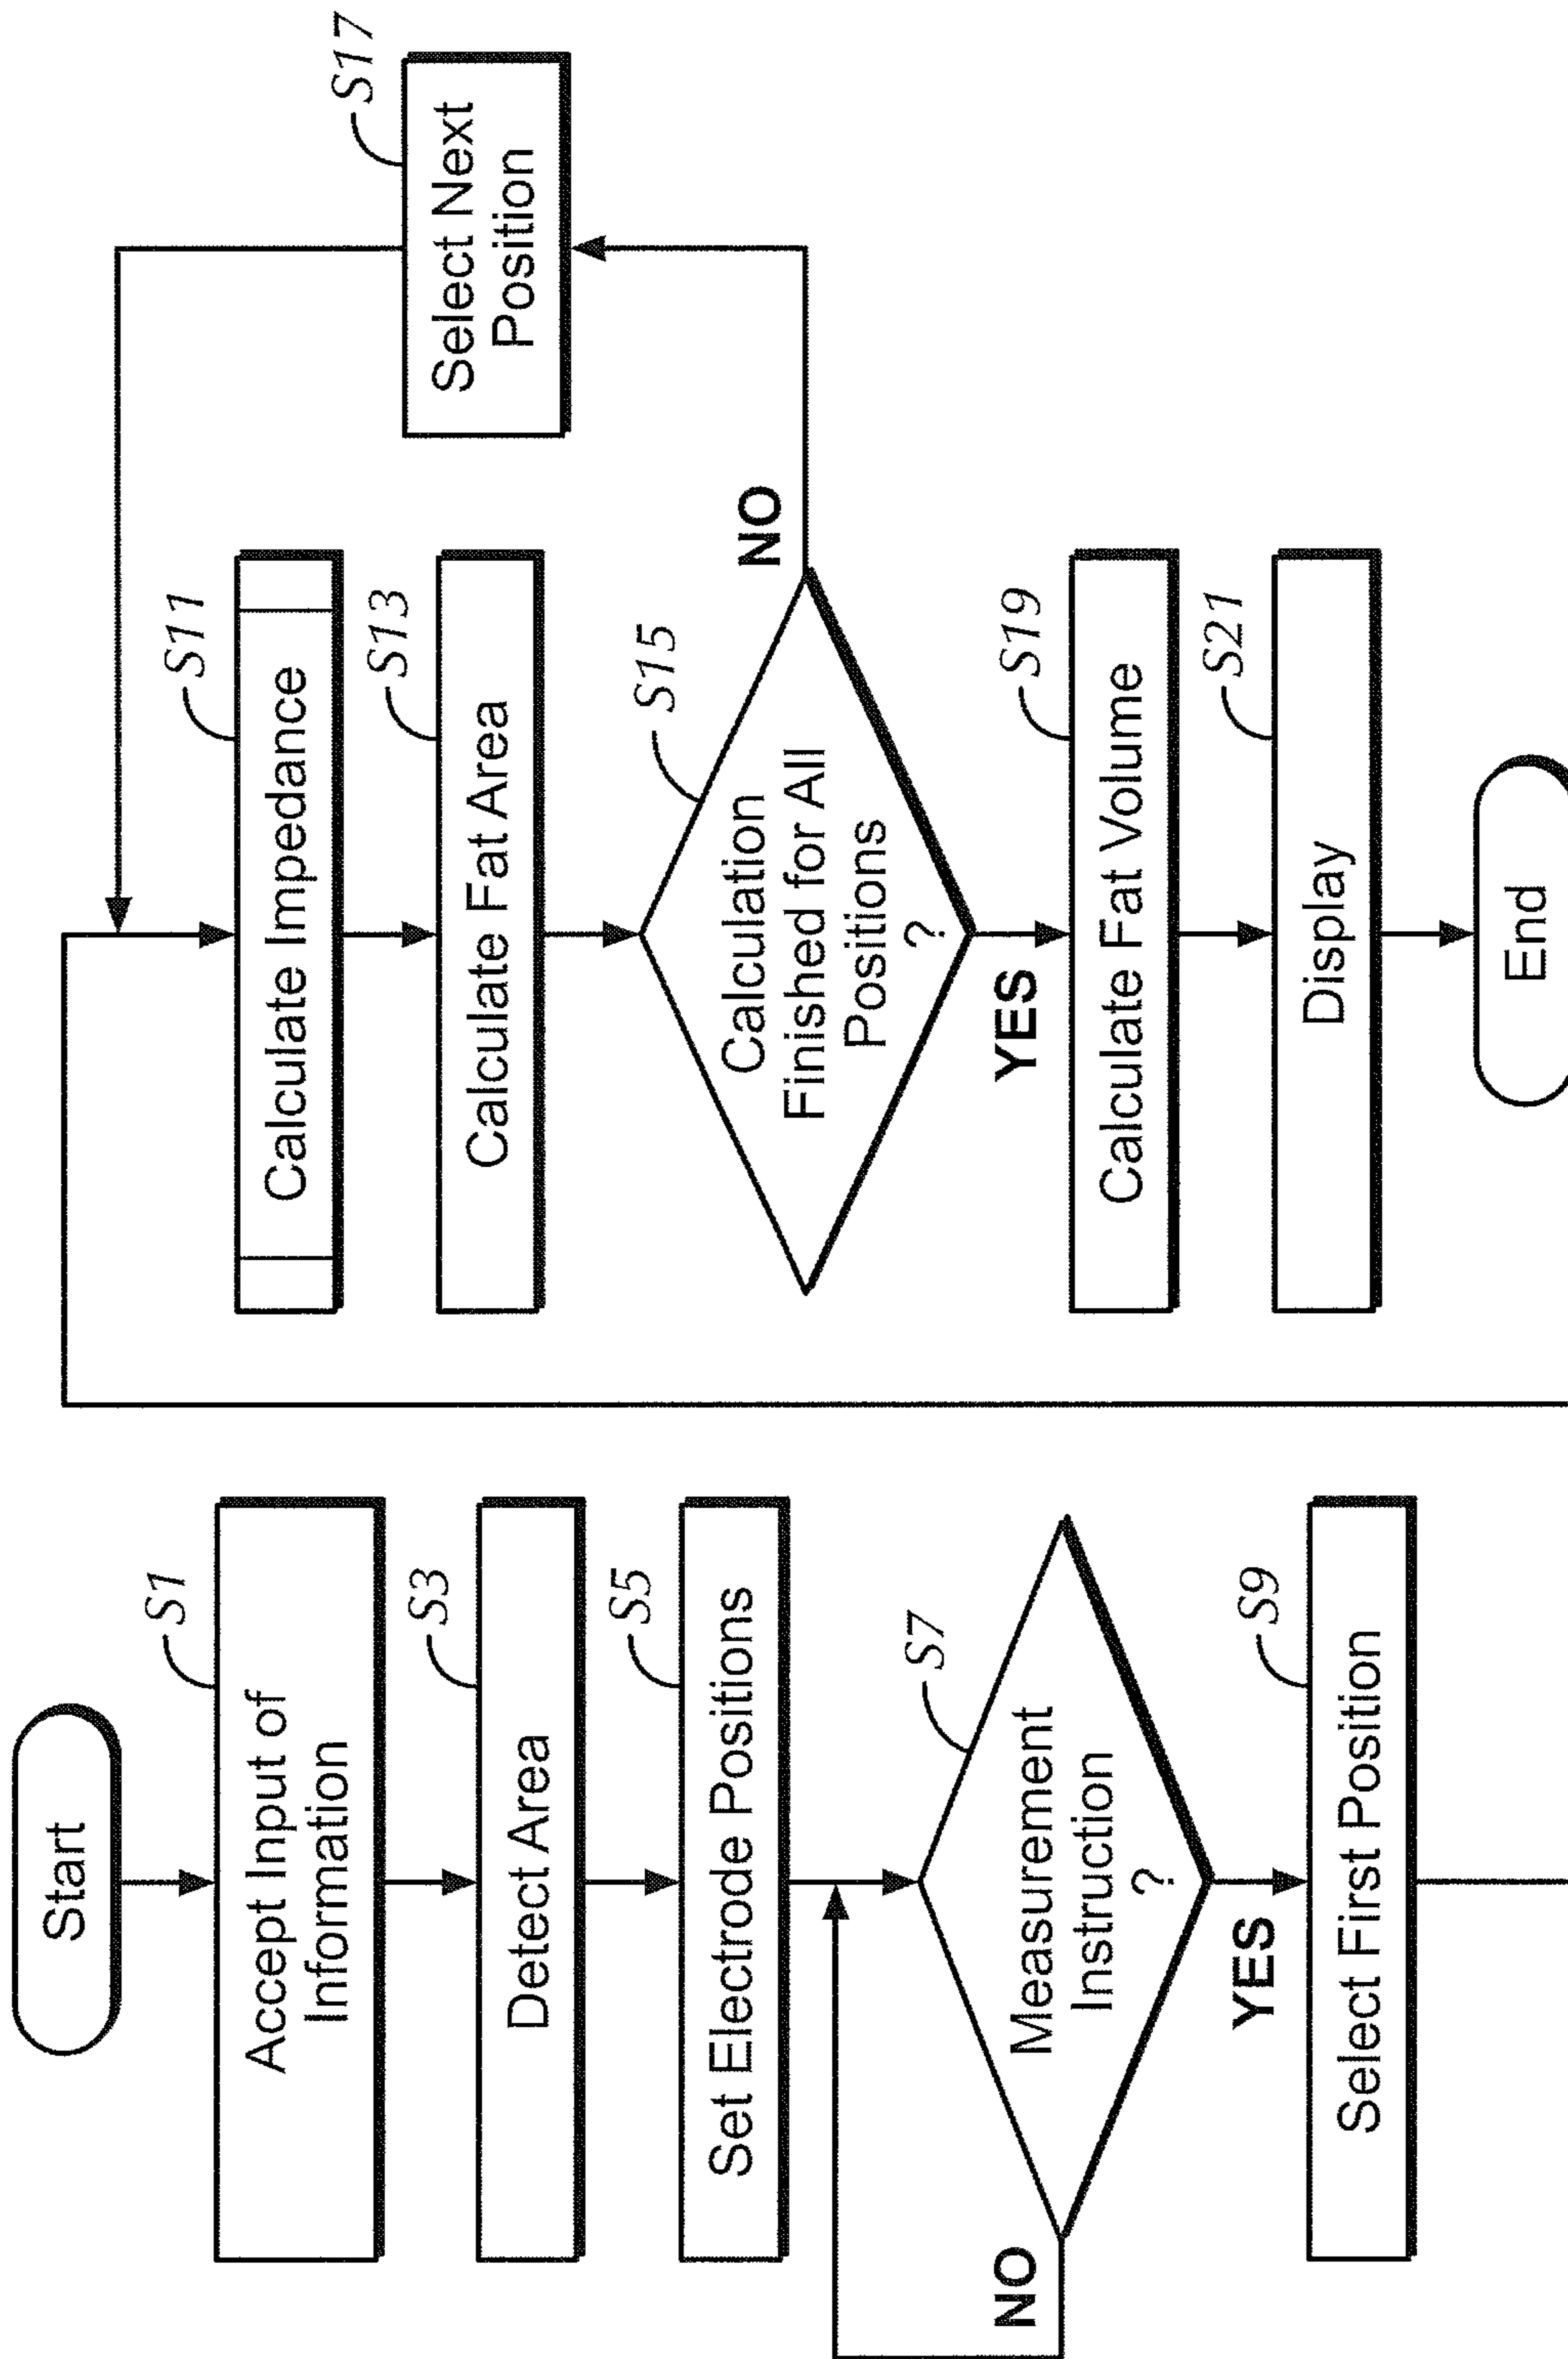 Start
S1
Accept Input of
Information
S3
Detect Area
S5
Set Electrode Positions
S7
Measurement
Instruction
?
NO
YES
S9
Select First Position
S11
Calculate Impedance
S13
Calculate Fat Area
S15
Calculation
Finished for All
Positions
?
NO
S17
Select Next
Position
YES
S19
Calculate Fat Volume
S21
Display
End